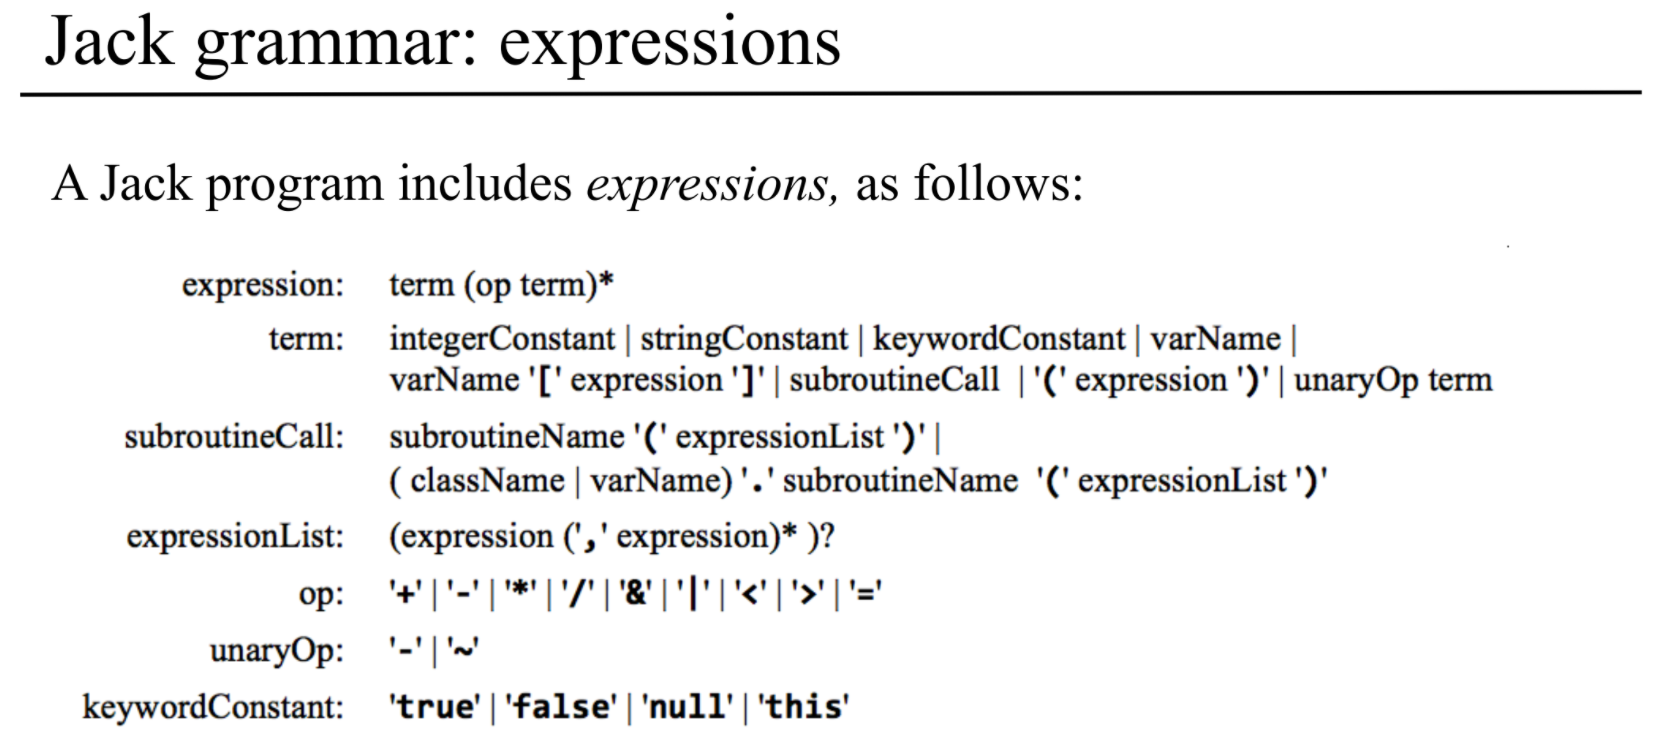 Jack grammar: expressions
A Jack program includes expressions, as follows:
expression: term (op term)*
term: integerConstant | stringConstant | keywordConstant | varName |
varName '[' expression ']' | subroutineCall | '(' expression ')' | unaryOp term
subroutineCall: subroutineName '(' expressionList ')' |
( className | varName) '.' subroutineName '(' expressionList ')'
expressionList: (expression (',' expression)* )?
op: '+' | '-' | '*' | '/' | '&' | '|' | '<' | '>' | '='
unaryOp: '-' | '~'
keywordConstant: 'true' | 'false' | 'null' | 'this'